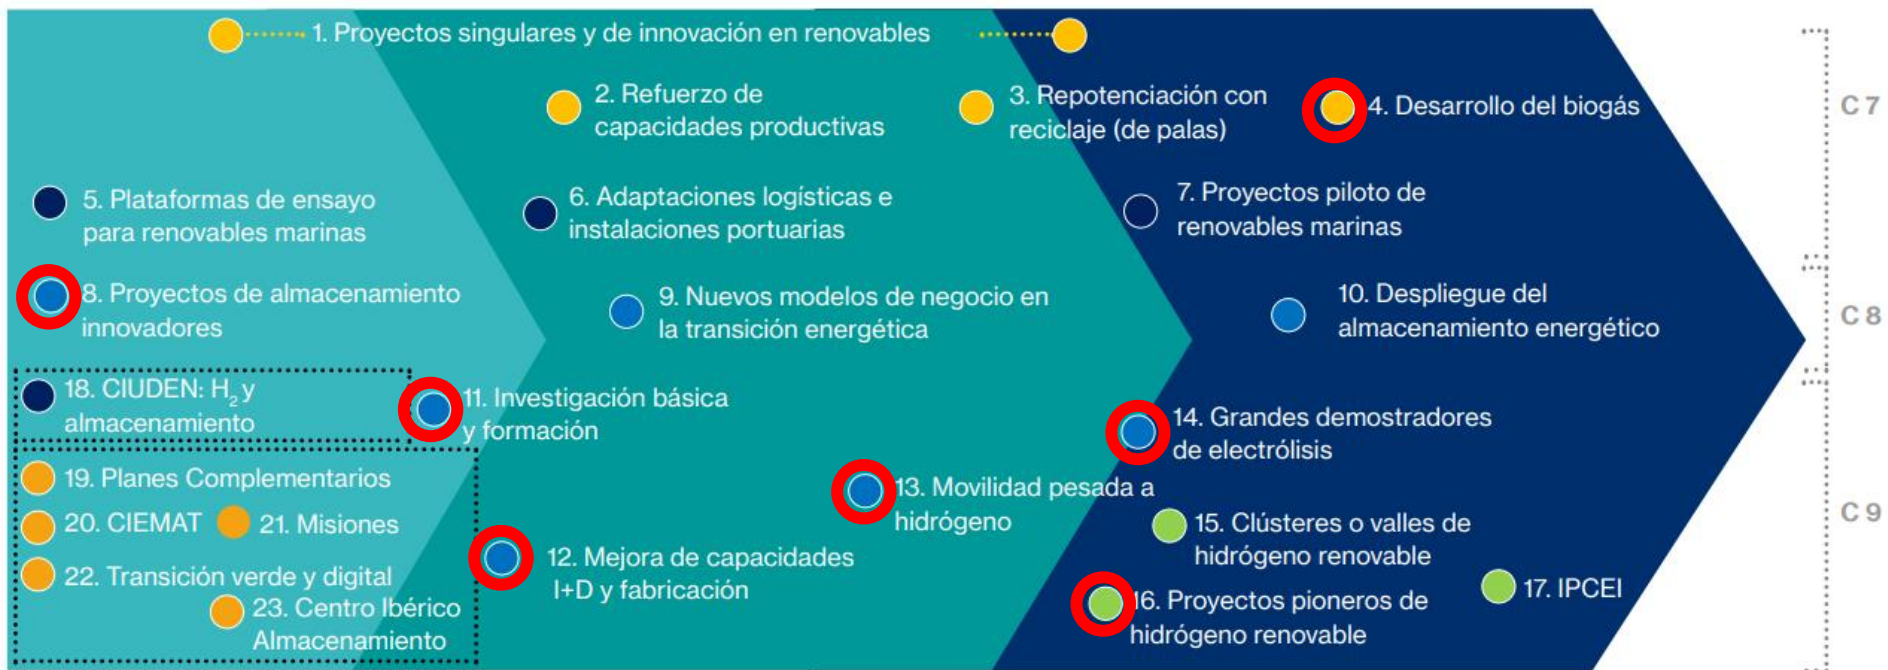 1. Proyectos singulares y de innovación en renovables
2. Refuerzo de
capacidades productivas
3. Repotenciación con
reciclaje (de palas)
4. Desarrollo del biogás
C 7
5. Plataformas de ensayo
para renovables marinas
6. Adaptaciones logísticas e
instalaciones portuarias
7. Proyectos piloto de
renovables marinas
8. Proyectos de almacenamiento
innovadores
9. Nuevos modelos de negocio en
la transición energética
10. Despliegue del
almacenamiento energético
C 8
18. CIUDEN: H₂ y
almacenamiento
11. Investigación básica
y formación
14. Grandes demostradores
de electrólisis
19. Planes Complementarios
13. Movilidad pesada a
hidrógeno
20. CIEMAT
21. Misiones
15. Clústeres o valles de
hidrógeno renovable
C 9
22. Transición verde y digital
12. Mejora de capacidades
I+D y fabricación
23. Centro Ibérico
Almacenamiento
16. Proyectos pioneros de
hidrógeno renovable
17. IPCEI